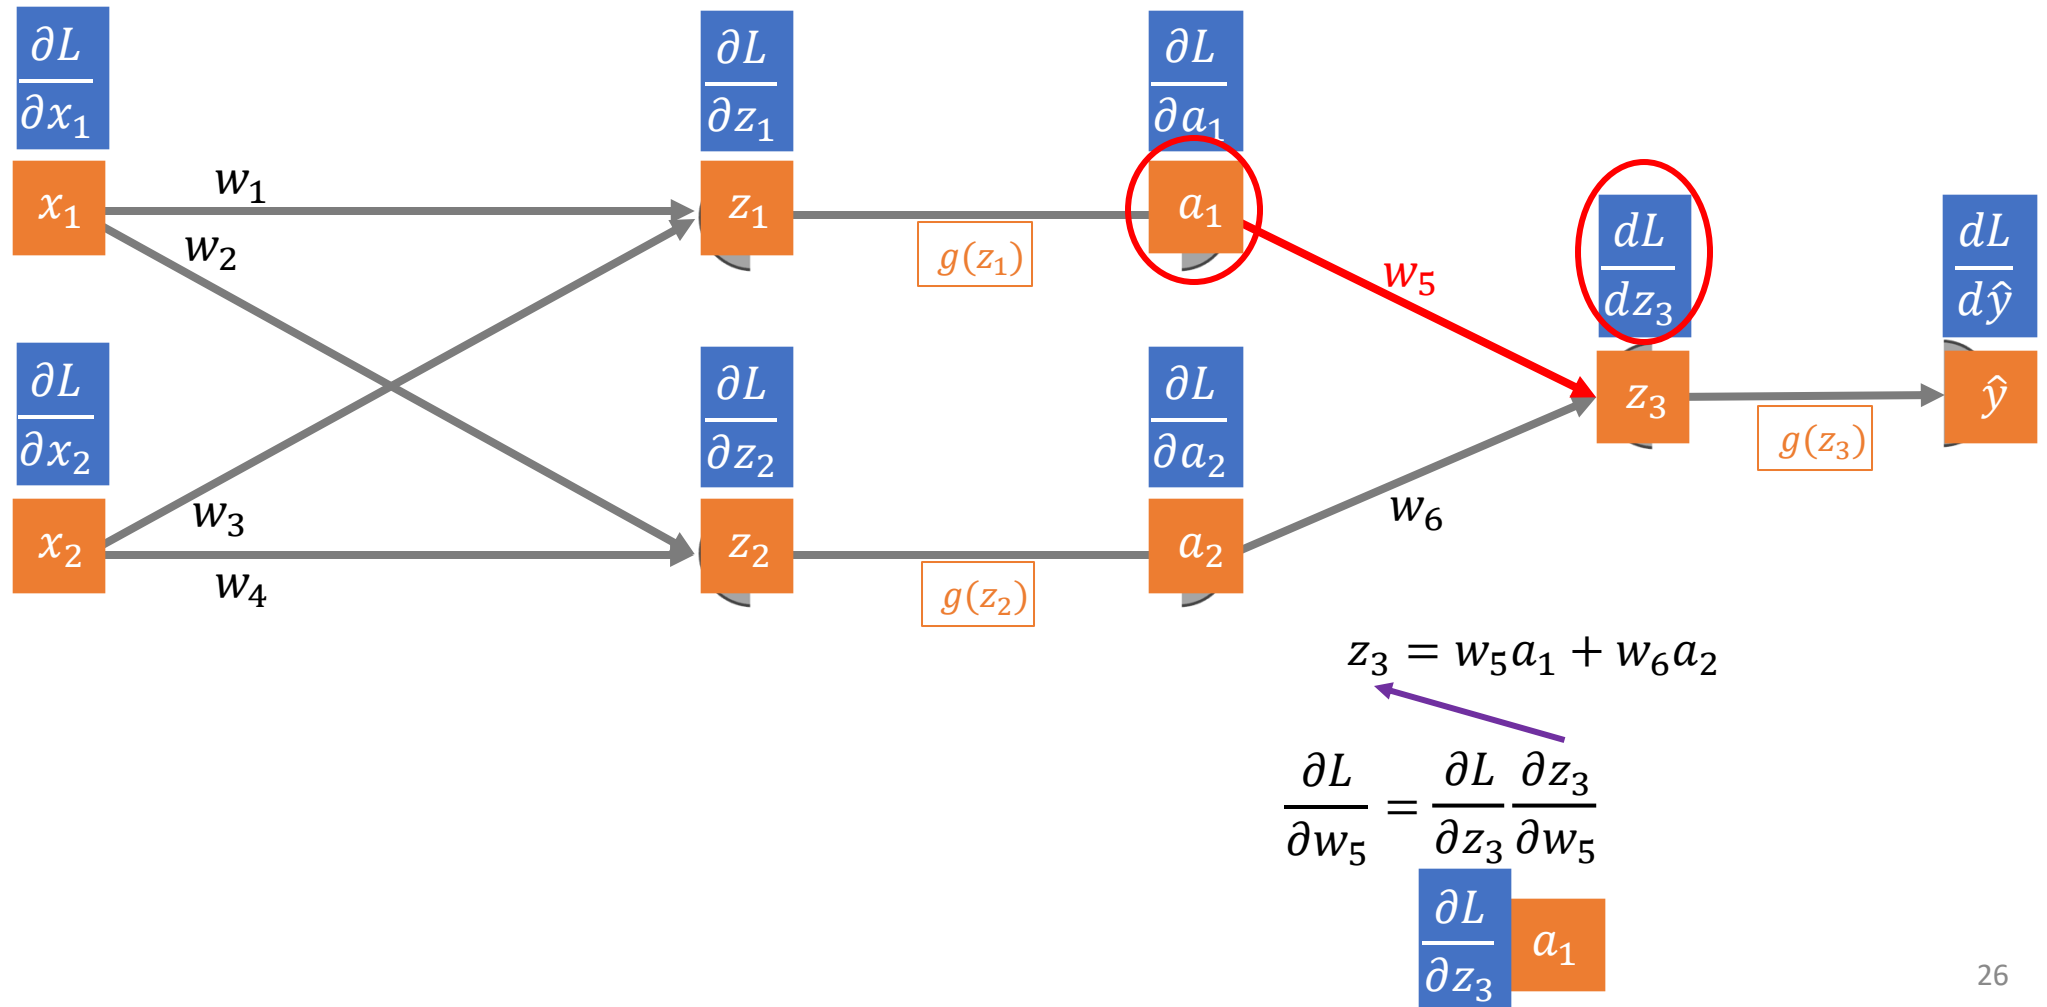 ∂L/∂x₁
∂L/∂z₁
∂L/∂a₁
x₁
w₁
w₂
z₁
g(z₁)
a₁
w₅
dL/dz₃
dL/dŷ
∂L/∂x₂
∂L/∂z₂
∂L/∂a₂
z₃
g(z₃)
ŷ
x₂
w₃
w₄
z₂
g(z₂)
a₂
w₆
z₃ = w₅a₁ + w₆a₂
∂L/∂w₅ = ∂L/∂z₃ ∂z₃/∂w₅
∂L/∂z₃ a₁
26